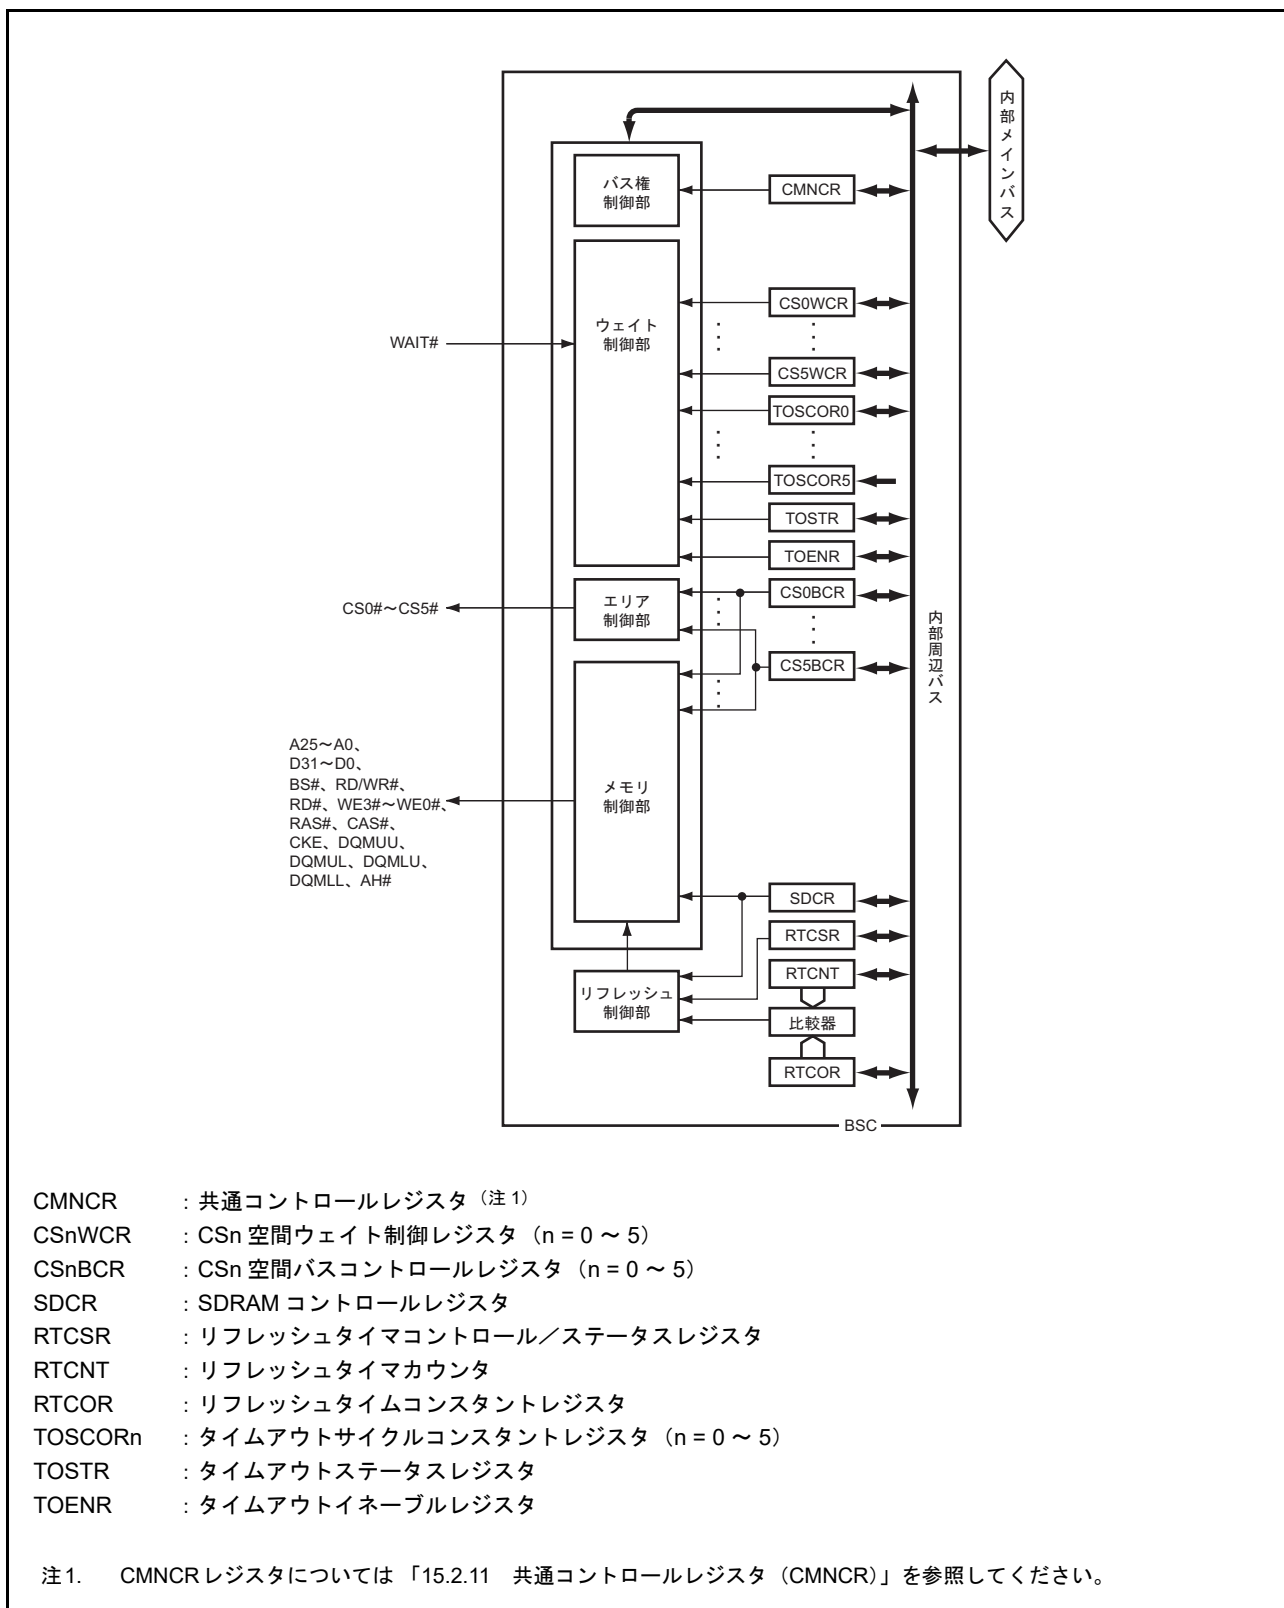 内部メインバス
バス権
制御部
CMNCR
CS0WCR
ウェイト
制御部
WAIT#
CS5WCR
TOSCOR0
TOSCOR5
TOSTR
TOENR
CS0BCR
エリア
制御部
CS0#～CS5#
内部周辺バス
CS5BCR
A25～A0、
D31～D0、
BS#、RD/WR#、
RD#、WE3#～WE0#、
RAS#、CAS#、
CKE、DQMUU、
DQMUL、DQMLU、
DQMLL、AH#
メモリ
制御部
SDCR
RTCSR
RTCNT
リフレッシュ
制御部
比較器
RTCOR
BSC
CMNCR : 共通コントロールレジスタ（注 1）
CSnWCR : CSn 空間ウェイト制御レジスタ（n = 0 ～ 5）
CSnBCR : CSn 空間バスコントロールレジスタ（n = 0 ～ 5）
SDCR : SDRAM コントロールレジスタ
RTCSR : リフレッシュタイマコントロール／ステータスレジスタ
RTCNT : リフレッシュタイマカウンタ
RTCOR : リフレッシュタイムコンスタントレジスタ
TOSCORn : タイムアウトサイクルコンスタントレジスタ（n = 0 ～ 5）
TOSTR : タイムアウトステータスレジスタ
TOENR : タイムアウトイネーブルレジスタ
注1. CMNCRレジスタについては 「15.2.11 共通コントロールレジスタ（CMNCR）」を参照してください。